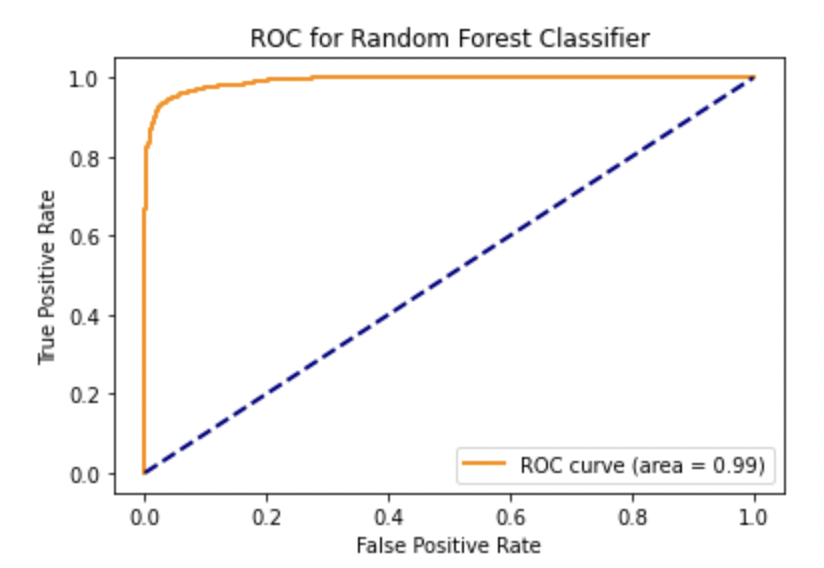 ROC for Random Forest Classifier
True Positive Rate
1.0
0.8
0.6
0.4
0.2
0.0
ROC curve (area = 0.99)
0.0 0.2 0.4 0.6 0.8 1.0
False Positive Rate